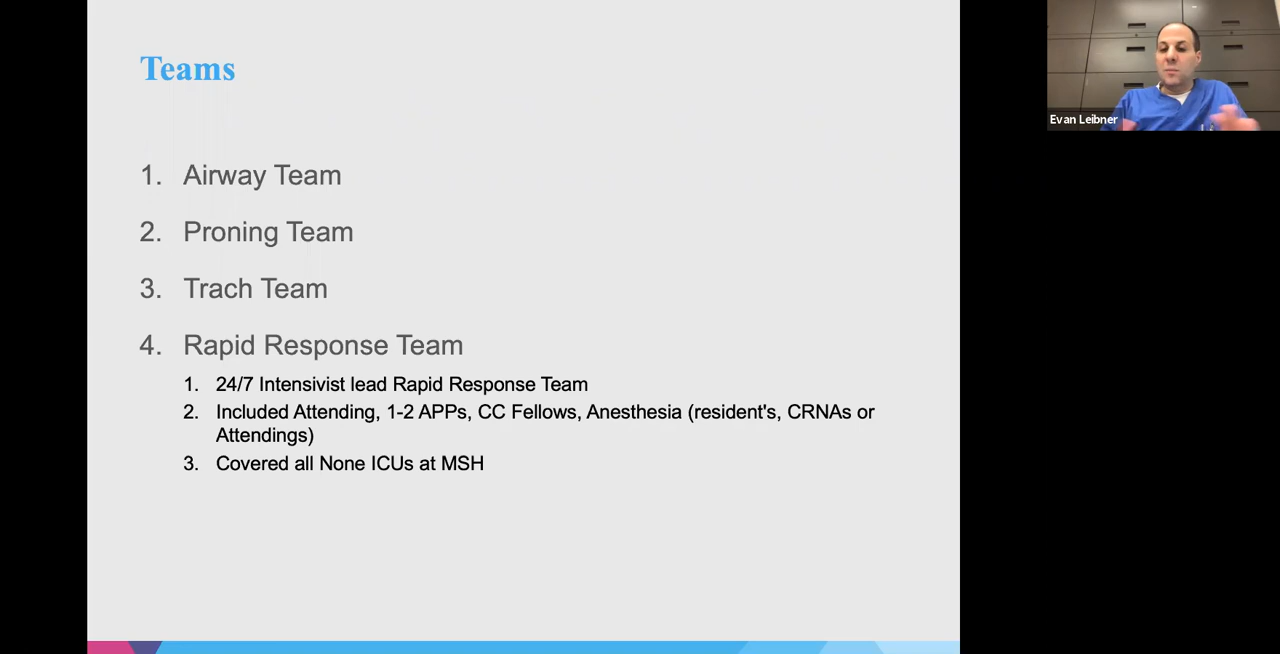 Teams
Evan Leibner
1. Airway Team
2. Proning Team
3. Trach Team
4. Rapid Response Team
1. 24/7 Intensivist lead Rapid Response Team
2. Included Attending, 1-2 APPs, CC Fellows, Anesthesia (resident's, CRNAs or
Attendings)
3. Covered all None ICUs at MSH